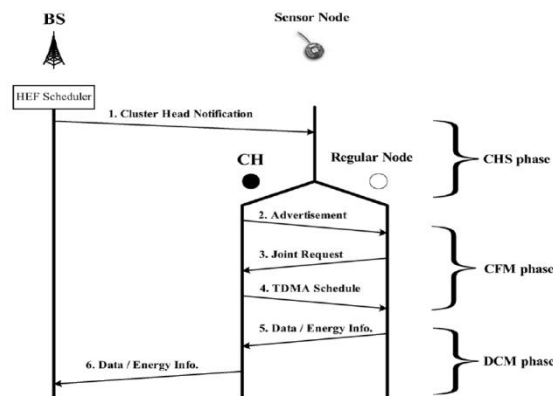 BS
Sensor Node
HEF Scheduler
1. Cluster Head Notification
CHS phase
CH
Regular Node
2. Advertisement
3. Joint Request
CFM phase
4. TDMA Schedule
5. Data / Energy Info.
6. Data / Energy Info.
DCM phase